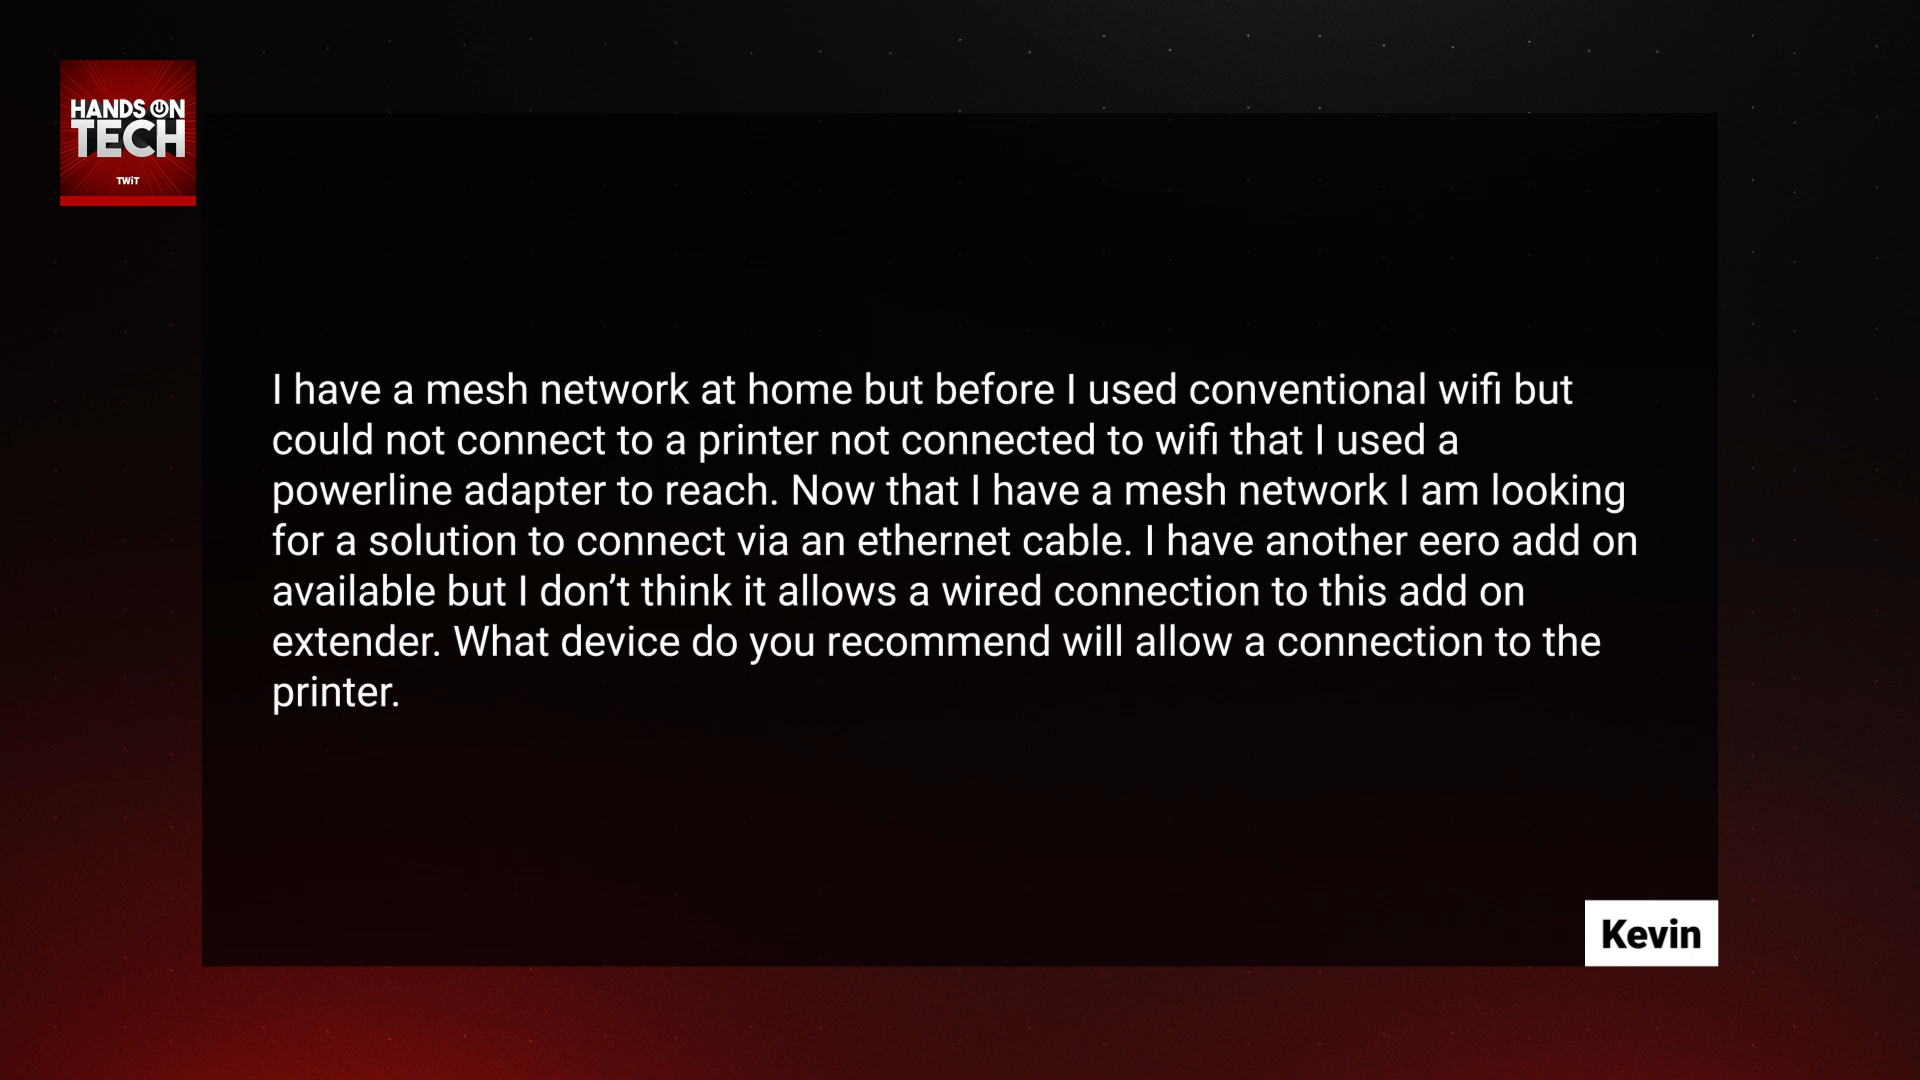 HANDS ON
TECH
TWiT
I have a mesh network at home but before I used conventional wifi but
could not connect to a printer not connected to wifi that I used a
powerline adapter to reach. Now that I have a mesh network I am looking
for a solution to connect via an ethernet cable. I have another eero add on
available but I don’t think it allows a wired connection to this add on
extender. What device do you recommend will allow a connection to the
printer.
Kevin